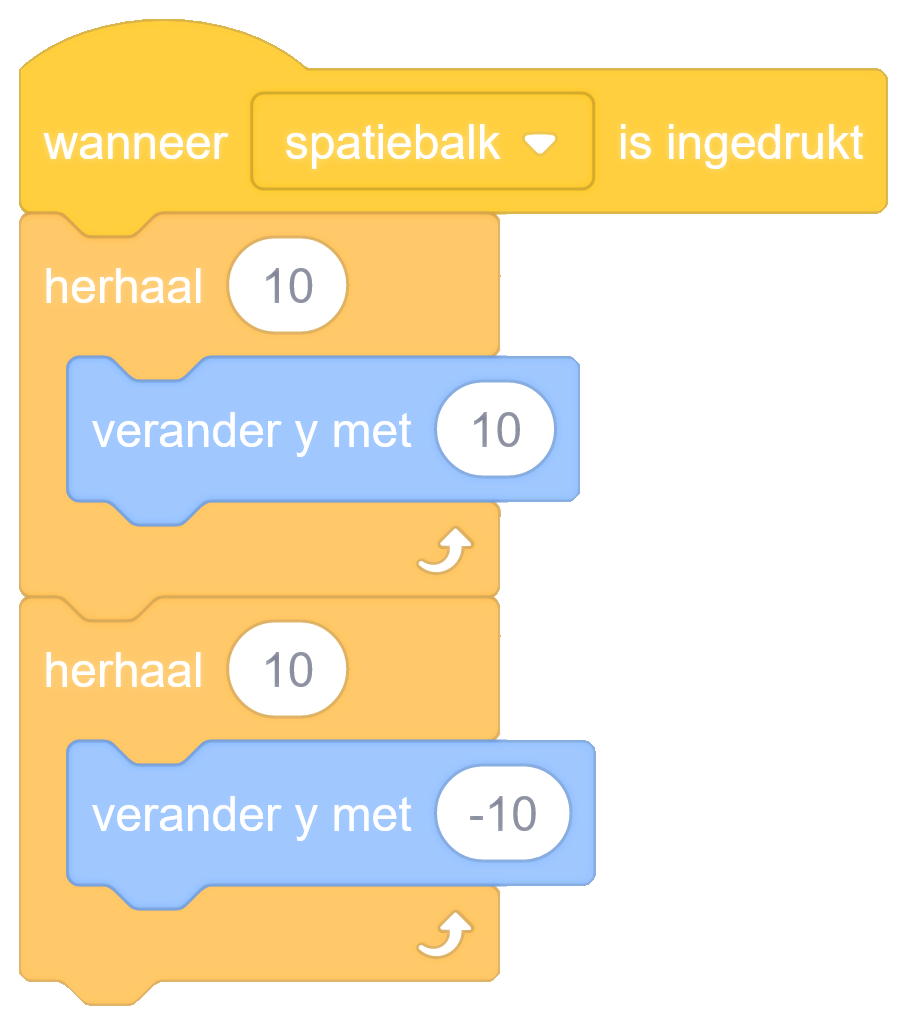 wanneer spatiebalk is ingedrukt
herhaal 10
verander y met 10
herhaal 10
verander y met -10